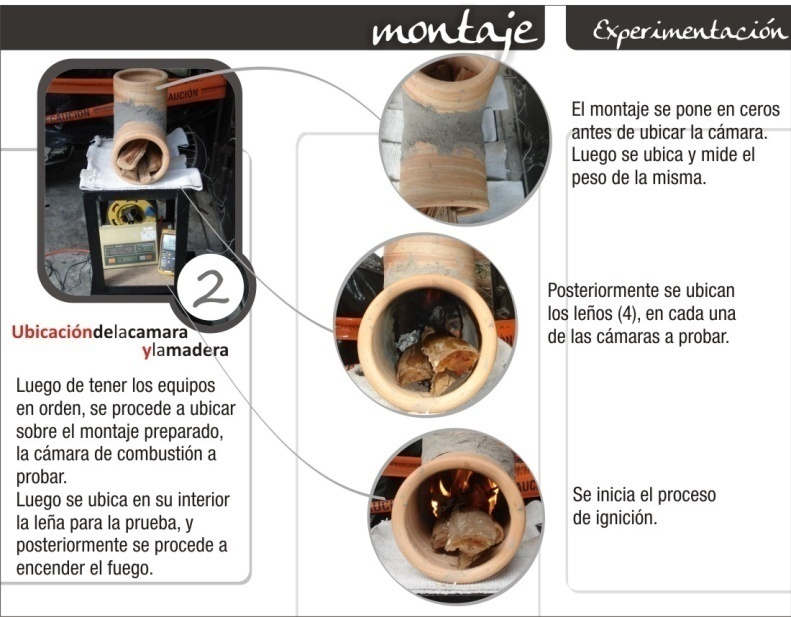 montaje
Experimentación
CAUCIÓN
AUCIÓN
2
Ubicacióndelacamara
ylamadera
Luego de tener los equipos
en orden, se procede a ubicar
sobre el montaje preparado,
la cámara de combustión a
probar.
Luego se ubica en su interior
la leña para la prueba, y
posteriormente se procede a
encender el fuego.
El montaje se pone en ceros
antes de ubicar la cámara.
Luego se ubica y mide el
peso de la misma.
Posteriormente se ubican
los leños (4), en cada una
de las cámaras a probar.
Se inicia el proceso
de ignición.